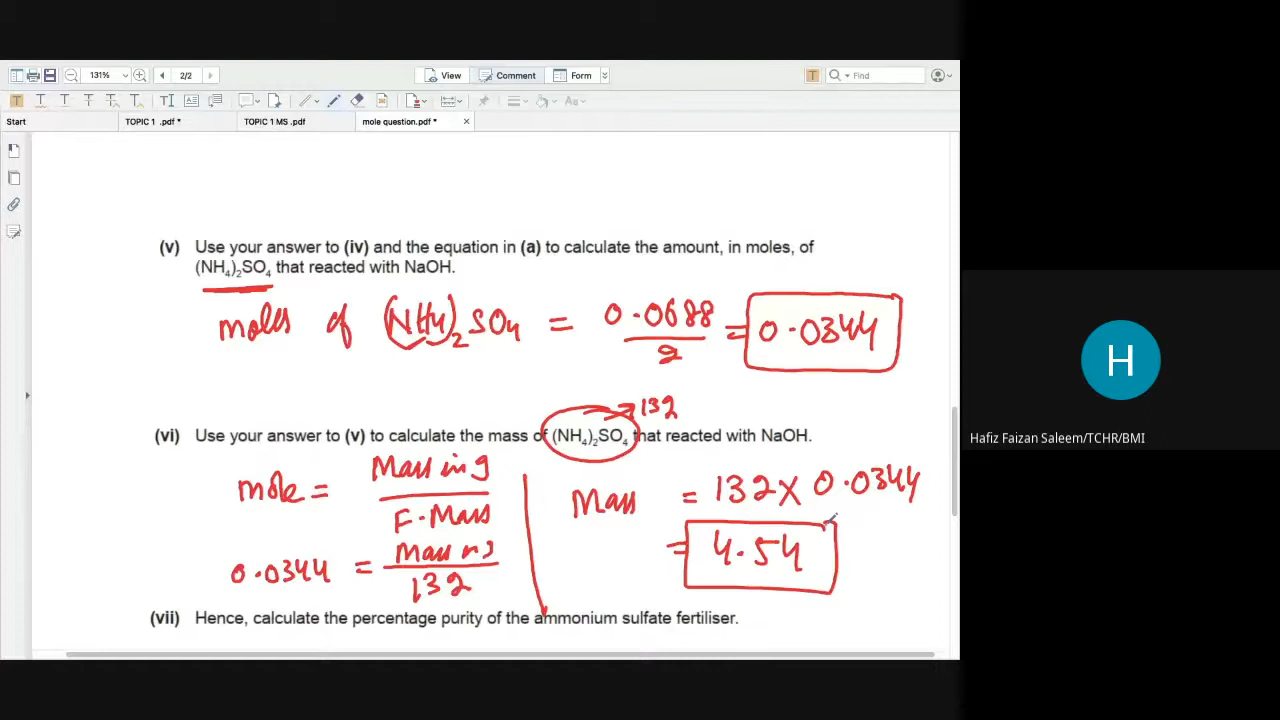 131%
2/2
View
Comment
Form
Find
Start
TOPIC 1 .pdf *
TOPIC 1 MS .pdf
mole question.pdf *
(v) Use your answer to (iv) and the equation in (a) to calculate the amount, in moles, of
(NH₄)₂SO₄ that reacted with NaOH.
moles of (NH4)2 SO4 = 0.0688 / 2 = 0.0344
132
(vi) Use your answer to (v) to calculate the mass of (NH₄)₂SO₄ that reacted with NaOH.
mole = Mass in g / F. Mass
0.0344 = Mass in g / 132
Mass = 132 x 0.0344
= 4.54
(vii) Hence, calculate the percentage purity of the ammonium sulfate fertiliser.
H
Hafiz Faizan Saleem/TCHR/BMI